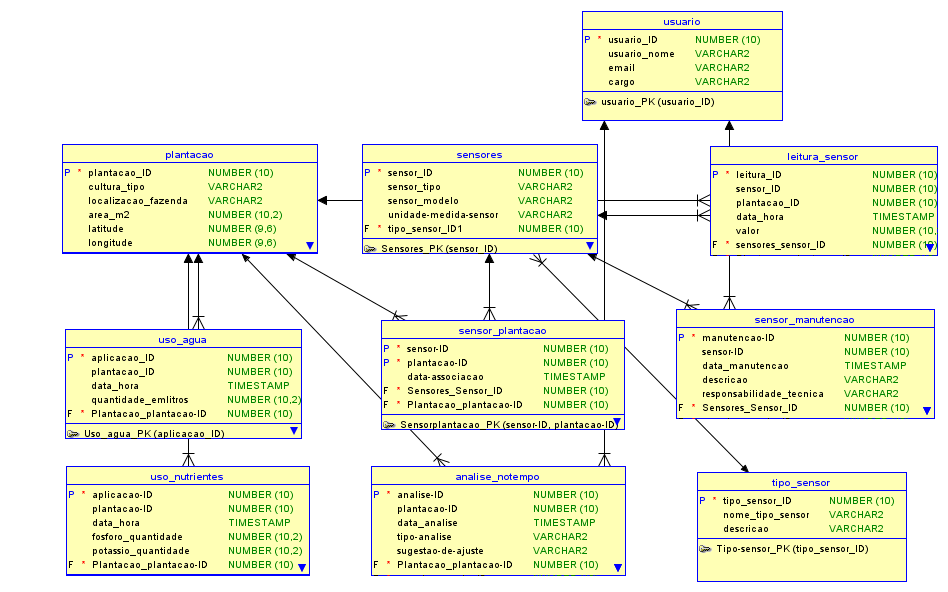 usuario
P * usuario_ID NUMBER (10)
usuario_nome VARCHAR2
email VARCHAR2
cargo VARCHAR2
usuario_PK (usuario_ID)
plantacao
P * plantacao_ID NUMBER (10)
cultura_tipo VARCHAR2
localizacao_fazenda VARCHAR2
area_m2 NUMBER (10,2)
latitude NUMBER (9,6)
longitude NUMBER (9,6)
sensores
P * sensor_ID NUMBER (10)
sensor_tipo VARCHAR2
sensor_modelo VARCHAR2
unidade-medida-sensor VARCHAR2
F * tipo_sensor_ID1 NUMBER (10)
Sensores_PK (sensor_ID)
leitura_sensor
P * leitura_ID NUMBER (10)
sensor_ID NUMBER (10)
plantacao_ID NUMBER (10)
data_hora TIMESTAMP
valor NUMBER (10,
F * sensores_sensor_ID NUMBER (10)
uso_agua
P * aplicacao_ID NUMBER (10)
plantacao_ID NUMBER (10)
data_hora TIMESTAMP
quantidade_emlitros NUMBER (10,2)
F * Plantacao_plantacao-ID NUMBER (10)
Uso_agua_PK (aplicacao_ID)
sensor_plantacao
P * sensor-ID NUMBER (10)
P * plantacao-ID NUMBER (10)
data-associacao TIMESTAMP
F * Sensores_Sensor_ID NUMBER (10)
F * Plantacao_plantacao-ID NUMBER (10)
Sensorplantacao_PK (sensor-ID, plantacao-ID)
sensor_manutencao
P * manutencao-ID NUMBER (10)
sensor-ID NUMBER (10)
data_manutencao TIMESTAMP
descricao VARCHAR2
responsabilidade_tecnica VARCHAR2
F * Sensores_Sensor_ID NUMBER (10)
uso_nutrientes
P * aplicacao-ID NUMBER (10)
plantacao-ID NUMBER (10)
data_hora TIMESTAMP
fosforo_quantidade NUMBER (10,2)
potassio_quantidade NUMBER (10,2)
F * Plantacao_plantacao-ID NUMBER (10)
analise_notempo
P * analise-ID NUMBER (10)
plantacao-ID NUMBER (10)
data_analise TIMESTAMP
tipo-analise VARCHAR2
sugestao-de-ajuste VARCHAR2
F * Plantacao_plantacao-ID NUMBER (10)
tipo_sensor
P * tipo_sensor_ID NUMBER (10)
nome_tipo_sensor VARCHAR2
descricao VARCHAR2
Tipo-sensor_PK (tipo_sensor_ID)